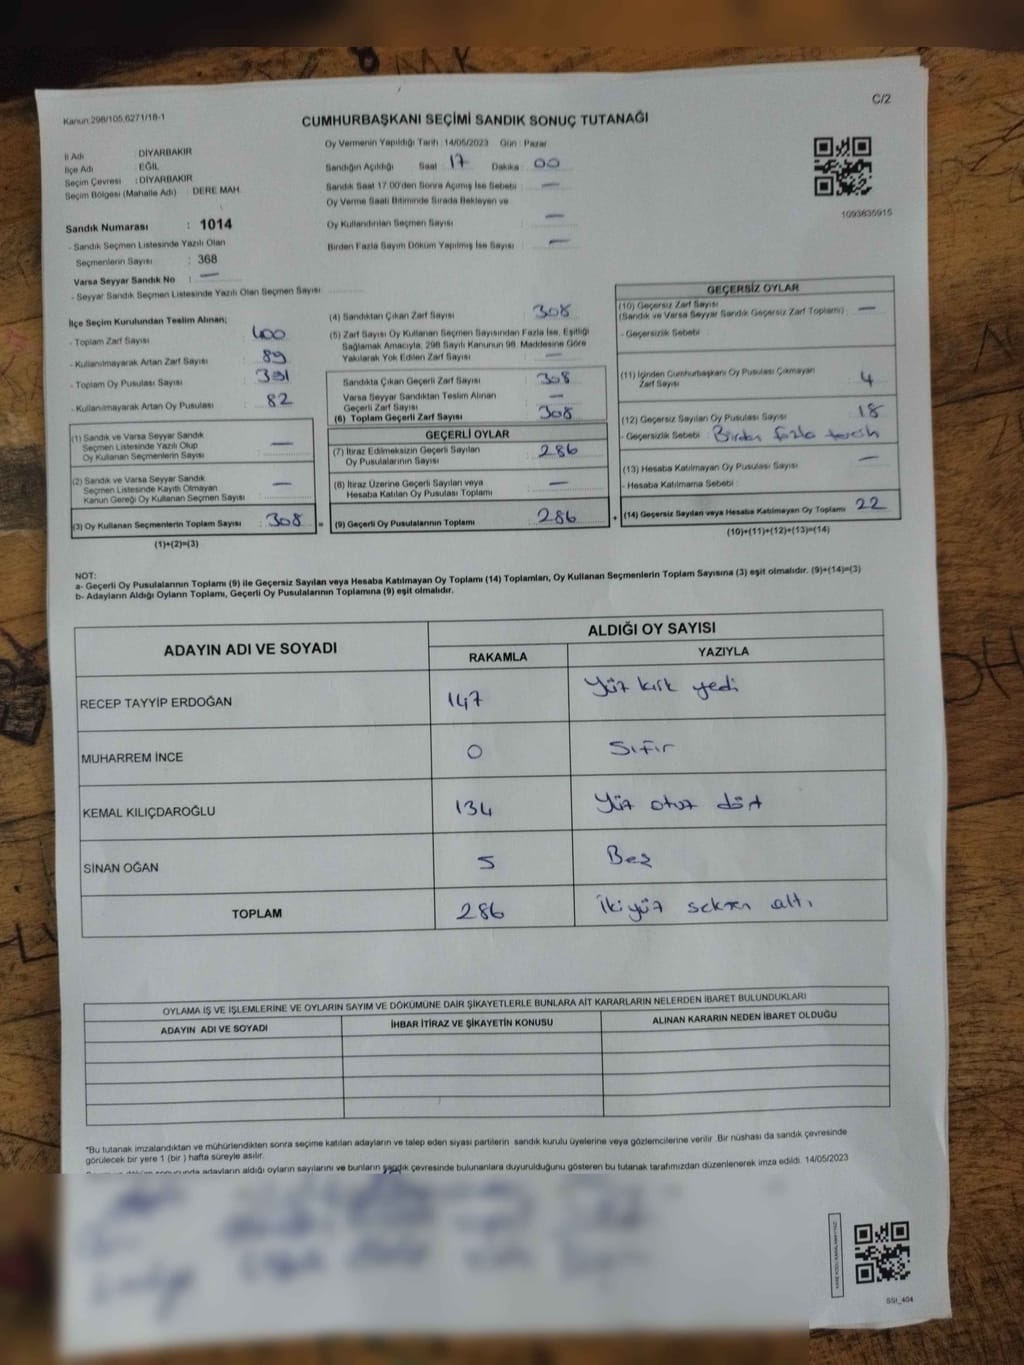 C/2
Kanun:298/105,6271/18-1
CUMHURBAŞKANI SEÇİMİ SANDIK SONUÇ TUTANAĞI
Oy Vermenin Yapıldığı Tarih : 14/05/2023 Gün : Pazar
İl Adı : DİYARBAKIR
İlçe Adı : EĞİL
Seçim Çevresi : DİYARBAKIR
Seçim Bölgesi (Mahalle Adı) : DERE MAH.
Sandığın Açıldığı Saat : 17 Dakika : 00
Sandık Saat 17.00'den Sonra Açımış İse Sebebi : —
Oy Verme Saati Bitiminde Sırada Bekleyen ve
Oy Kullandırılan Seçmen Sayısı : —
Birden Fazla Sayım Döküm Yapılmış İse Sayısı : —
1093635915
Sandık Numarası : 1014
- Sandık Seçmen Listesinde Yazılı Olan
Seçmenlerin Sayısı : 368
Varsa Seyyar Sandık No : —
- Seyyar Sandık Seçmen Listesinde Yazılı Olan Seçmen Sayısı
İlçe Seçim Kurulundan Teslim Alınan;
- Toplam Zarf Sayısı : 400
- Kullanılmayarak Artan Zarf Sayısı : 89
- Toplam Oy Pusulası Sayısı : 391
- Kullanılmayarak Artan Oy Pusulası : 82
(1) Sandık ve Varsa Seyyar Sandık
Seçmen Listesinde Yazılı Olup
Oy Kullanan Seçmenlerin Sayısı : —
(2) Sandık ve Varsa Seyyar Sandık
Seçmen Listesinde Kayıtlı Olmayan
Kanun Gereği Oy Kullanan Seçmen Sayısı : —
(3) Oy Kullanan Seçmenlerin Toplam Sayısı : 308
(1)+(2)=(3)
(4) Sandıktan Çıkan Zarf Sayısı : 308
(5) Zarf Sayısı Oy Kullanan Seçmen Sayısından Fazla İse, Eşitliği
Sağlamak Amacıyla, 298 Sayılı Kanunun 98. Maddesine Göre
Yakılarak Yok Edilen Zarf Sayısı : —
Sandıkta Çıkan Geçerli Zarf Sayısı : 308
Varsa Seyyar Sandıktan Teslim Alınan
Geçerli Zarf Sayısı : —
(6) Toplam Geçerli Zarf Sayısı : 308
GEÇERLİ OYLAR
(7) İtiraz Edilmeksizin Geçerli Sayılan
Oy Pusulalarının Sayısı : 286
(8) İtiraz Üzerine Geçerli Sayılan veya
Hesaba Katılan Oy Pusulası Toplamı : —
= (9) Geçerli Oy Pusulalarının Toplamı : 286
GEÇERSİZ OYLAR
(10) Geçersiz Zarf Sayısı
(Sandık ve Varsa Seyyar Sandık Geçersiz Zarf Toplamı) : —
- Geçersizlik Sebebi :
(11) İçinden Cumhurbaşkanı Oy Pusulası Çıkmayan
Zarf Sayısı : 4
(12) Geçersiz Sayılan Oy Pusulası Sayısı : 18
- Geçersizlik Sebebi : Birden fazla tercih
(13) Hesaba Katılmayan Oy Pusulası Sayısı : —
- Hesaba Katılmama Sebebi :
+ (14) Geçersiz Sayılan veya Hesaba Katılmayan Oy Toplamı 22
(10)+(11)+(12)+(13)=(14)
NOT:
a- Geçerli Oy Pusulalarının Toplamı (9) ile Geçersiz Sayılan veya Hesaba Katılmayan Oy Toplamı (14) Toplamları, Oy Kullanan Seçmenlerin Toplam Sayısına (3) eşit olmalıdır. (9)+(14)=(3)
b- Adayların Aldığı Oyların Toplamı, Geçerli Oy Pusulalarının Toplamına (9) eşit olmalıdır.
ADAYIN ADI VE SOYADI ALDIĞI OY SAYISI
RAKAMLA YAZIYLA
RECEP TAYYİP ERDOĞAN 147 Yüz kırk yedi
MUHARREM İNCE 0 Sıfır
KEMAL KILIÇDAROĞLU 134 Yüz otuz dört
SİNAN OĞAN 5 Beş
TOPLAM 286 İkiyüz seksen altı
OYLAMA İŞ VE İŞLEMLERİNE VE OYLARIN SAYIM VE DÖKÜMÜNE DAİR ŞİKAYETLERLE BUNLARA AİT KARARLARIN NELERDEN İBARET BULUNDUKLARI
ADAYIN ADI VE SOYADI İHBAR İTİRAZ VE ŞİKAYETİN KONUSU ALINAN KARARIN NEDEN İBARET OLDUĞU
*Bu tutanak imzalandıktan ve mühürlendikten sonra seçime katılan adayların ve talep eden siyasi partilerin sandık kurulu üyelerine veya gözlemcilerine verilir .Bir nüshası da sandık çevresinde
görülecek bir yere 1 (bir ) hafta süreyle asılır.
sonucunda adayların aldığı oyların sayılarını ve bunların sandık çevresinde bulunanlara duyurulduğunu gösteren bu tutanak tarafımızdan düzenlenerek imza edildi. 14/05/2023
SSI_404